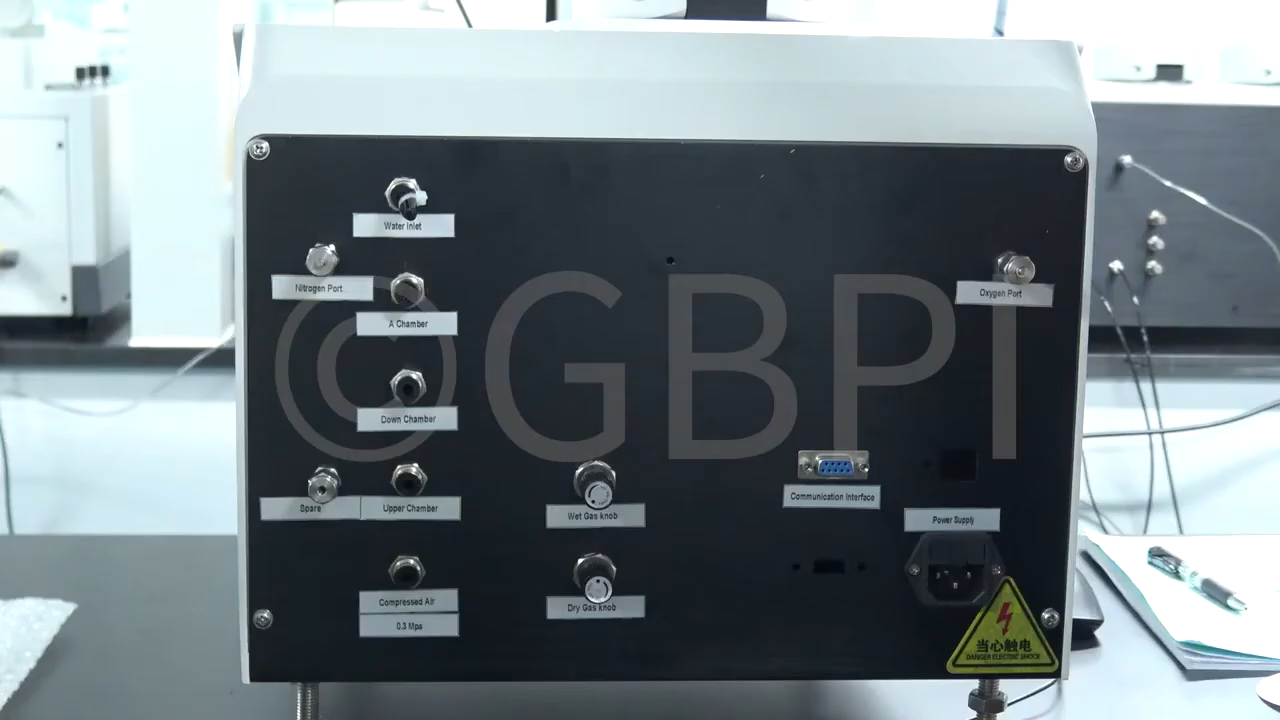 Water Inlet
Nitrogen Port
Oxygen Port
A Chamber
©GBPI
Down Chamber
Communication Interface
Spare
Upper Chamber
Wet Gas knob
Power Supply
Compressed Air
0.3 Mpa
Dry Gas knob
当心触电
DANGER ELECTRIC SHOCK